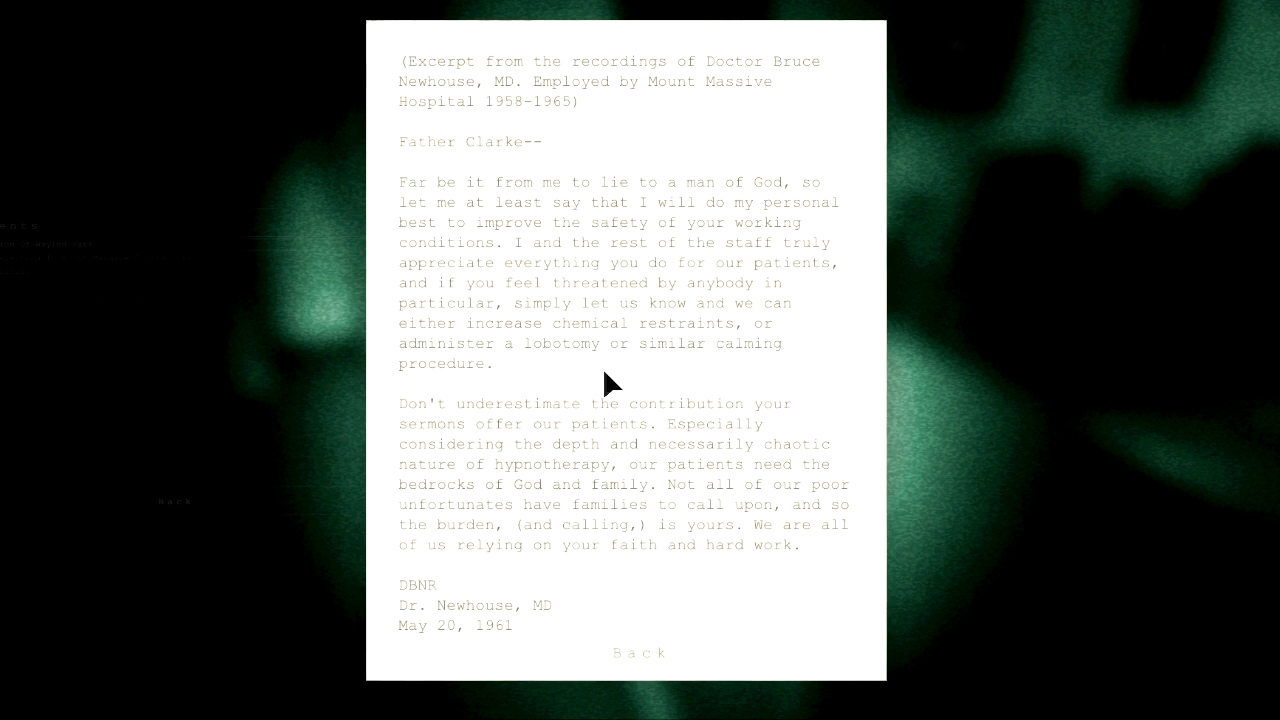 (Excerpt from the recordings of Doctor Bruce
Newhouse, MD. Employed by Mount Massive
Hospital 1958-1965)
Father Clarke--
Far be it from me to lie to a man of God, so
let me at least say that I will do my personal
best to improve the safety of your working
conditions. I and the rest of the staff truly
appreciate everything you do for our patients,
and if you feel threatened by anybody in
particular, simply let us know and we can
either increase chemical restraints, or
administer a lobotomy or similar calming
procedure.
Don't underestimate the contribution your
sermons offer our patients. Especially
considering the depth and necessarily chaotic
nature of hypnotherapy, our patients need the
bedrocks of God and family. Not all of our poor
unfortunates have families to call upon, and so
the burden, (and calling,) is yours. We are all
of us relying on your faith and hard work.
DBNR
Dr. Newhouse, MD
May 20, 1961
Back
Back